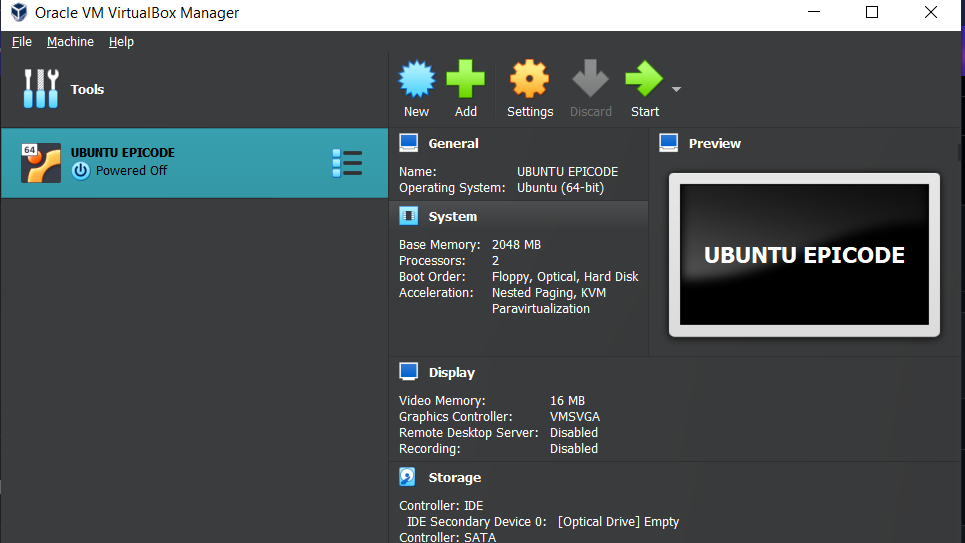 Oracle VM VirtualBox Manager
File Machine Help
Tools
New Add Settings Discard Start
64
UBUNTU EPICODE
Powered Off
General
Name: UBUNTU EPICODE
Operating System: Ubuntu (64-bit)
System
Base Memory: 2048 MB
Processors: 2
Boot Order: Floppy, Optical, Hard Disk
Acceleration: Nested Paging, KVM
Paravirtualization
Preview
UBUNTU EPICODE
Display
Video Memory: 16 MB
Graphics Controller: VMSVGA
Remote Desktop Server: Disabled
Recording: Disabled
Storage
Controller: IDE
IDE Secondary Device 0: [Optical Drive] Empty
Controller: SATA